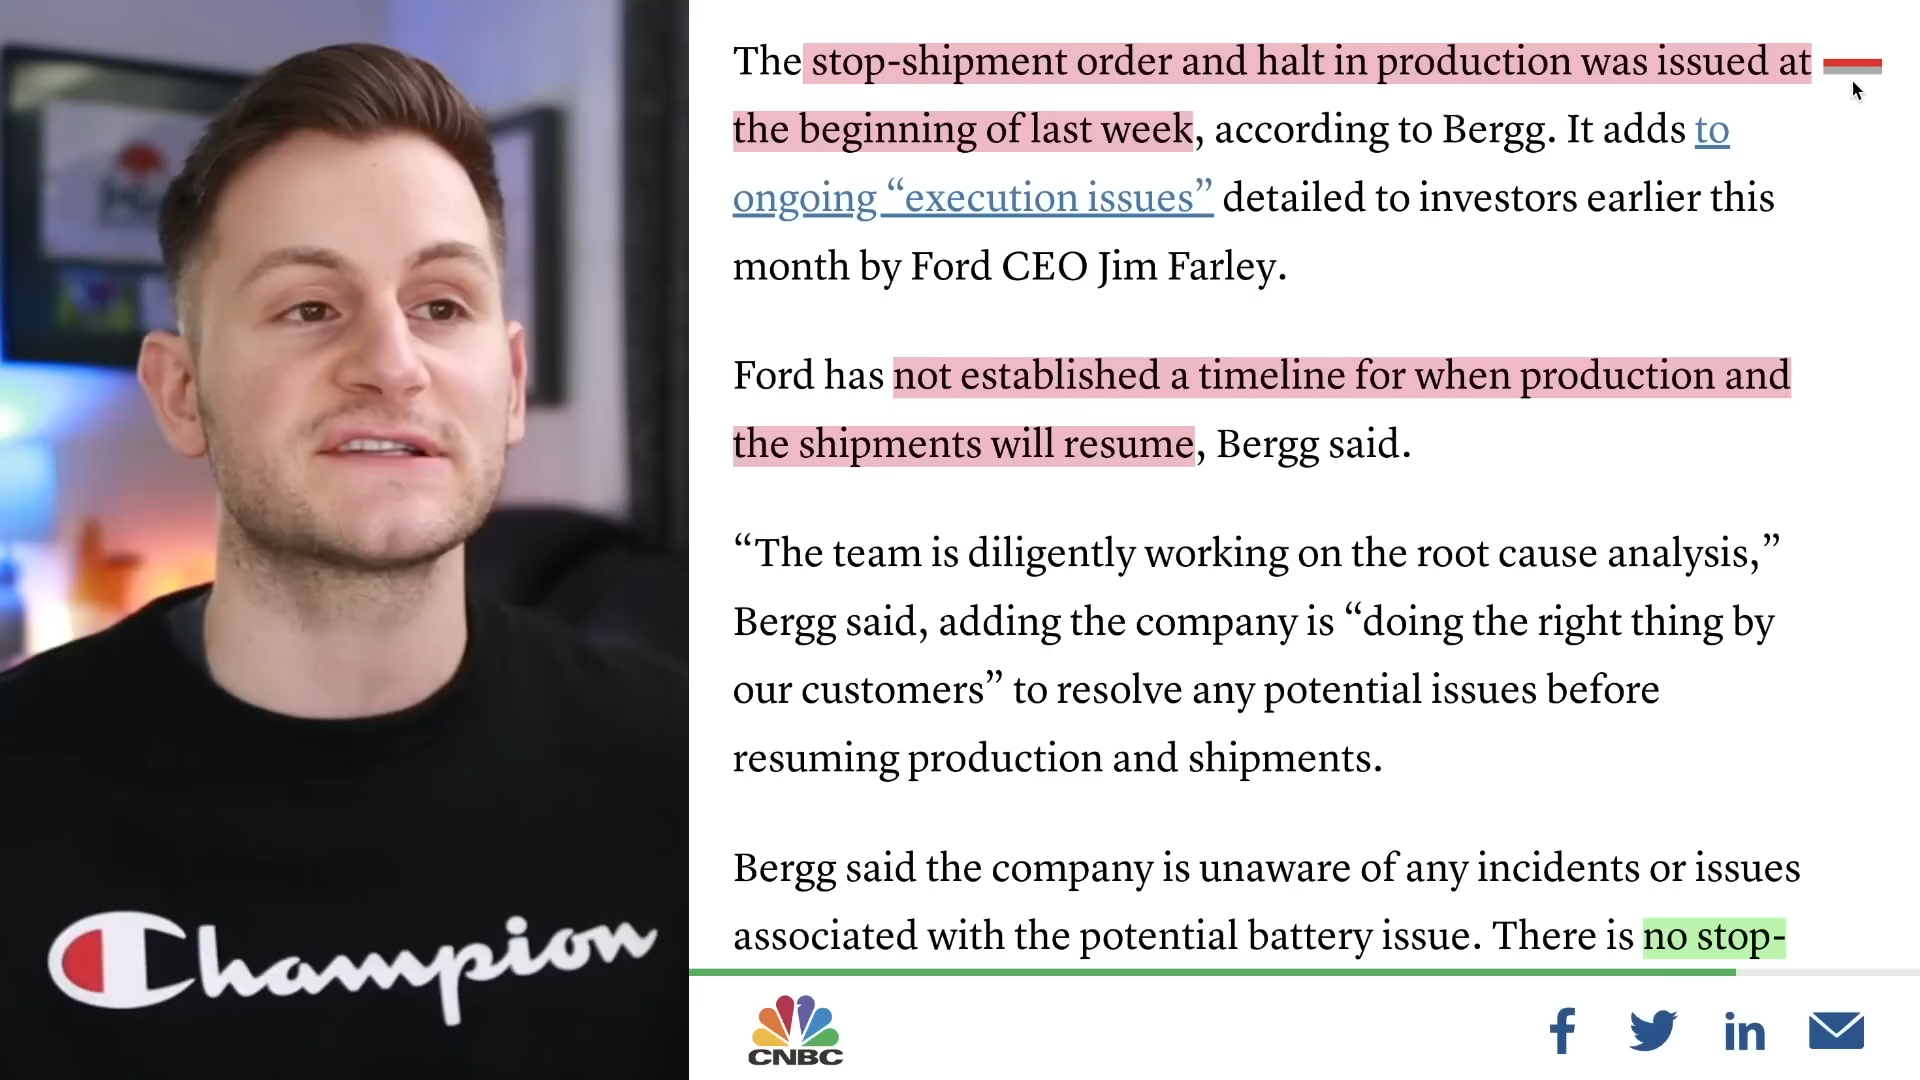 The stop-shipment order and halt in production was issued at
the beginning of last week, according to Bergg. It adds to
ongoing “execution issues” detailed to investors earlier this
month by Ford CEO Jim Farley.
Ford has not established a timeline for when production and
the shipments will resume, Bergg said.
“The team is diligently working on the root cause analysis,”
Bergg said, adding the company is “doing the right thing by
our customers” to resolve any potential issues before
resuming production and shipments.
Bergg said the company is unaware of any incidents or issues
associated with the potential battery issue. There is no stop-
Champion
CNBC